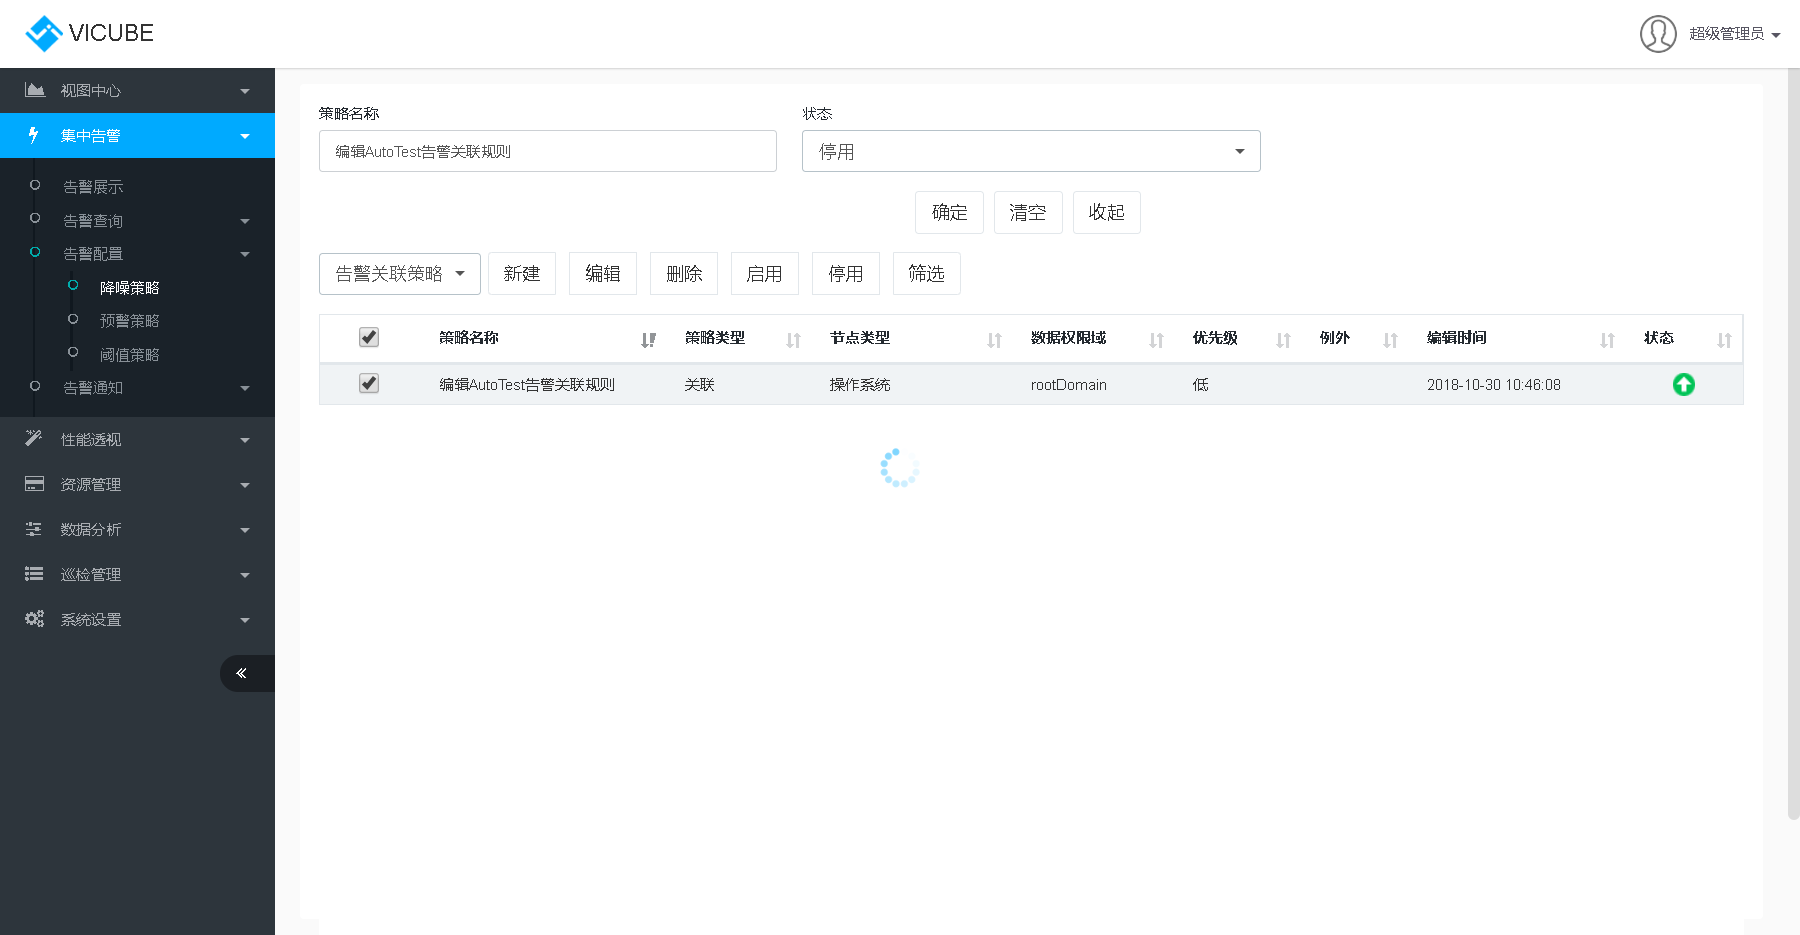 VICUBE
超级管理员
视图中心
集中告警
告警展示
告警查询
告警配置
降噪策略
预警策略
阈值策略
告警通知
性能透视
资源管理
数据分析
巡检管理
系统设置
策略名称 状态
编辑AutoTest告警关联规则 停用
确定 清空 收起
告警关联策略 新建 编辑 删除 启用 停用 筛选
策略名称 策略类型 节点类型 数据权限域 优先级 例外 编辑时间 状态
编辑AutoTest告警关联规则 关联 操作系统 rootDomain 低 2018-10-30 10:46:08